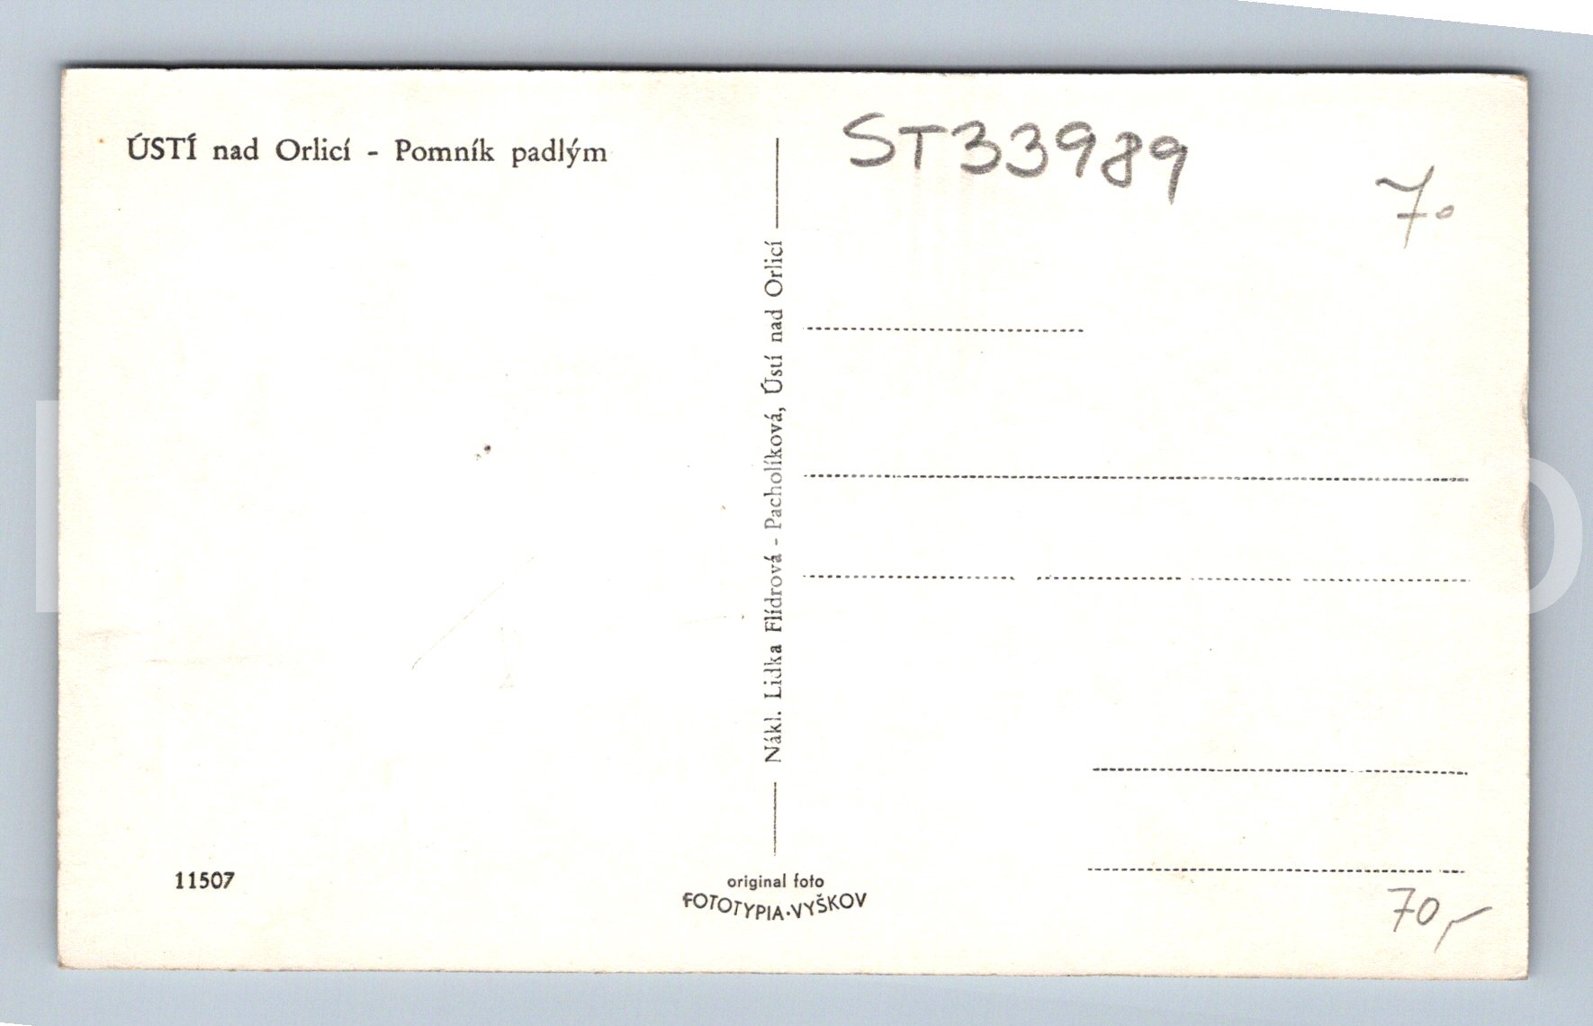 ÚSTÍ nad Orlicí - Pomník padlým
ST33989
70
Nákl. Lidka Flídrová - Pacholíková, Ústí nad Orlicí
11507
original foto
FOTOTYPIA-VYŠKOV
70,-